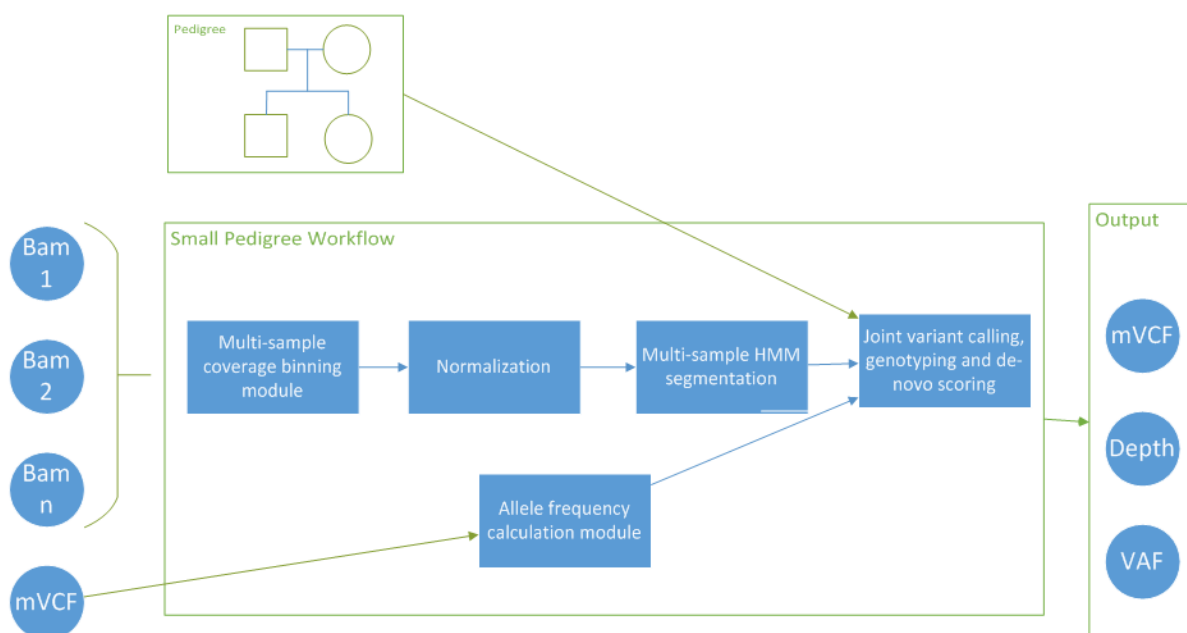 Pedigree
Small Pedigree Workflow
Output
Bam
1
Bam
2
Bam
n
mVCF
Multi-sample
coverage binning
module
Normalization
Multi-sample HMM
segmentation
Joint variant calling,
genotyping and de-
novo scoring
Allele frequency
calculation module
mVCF
Depth
VAF